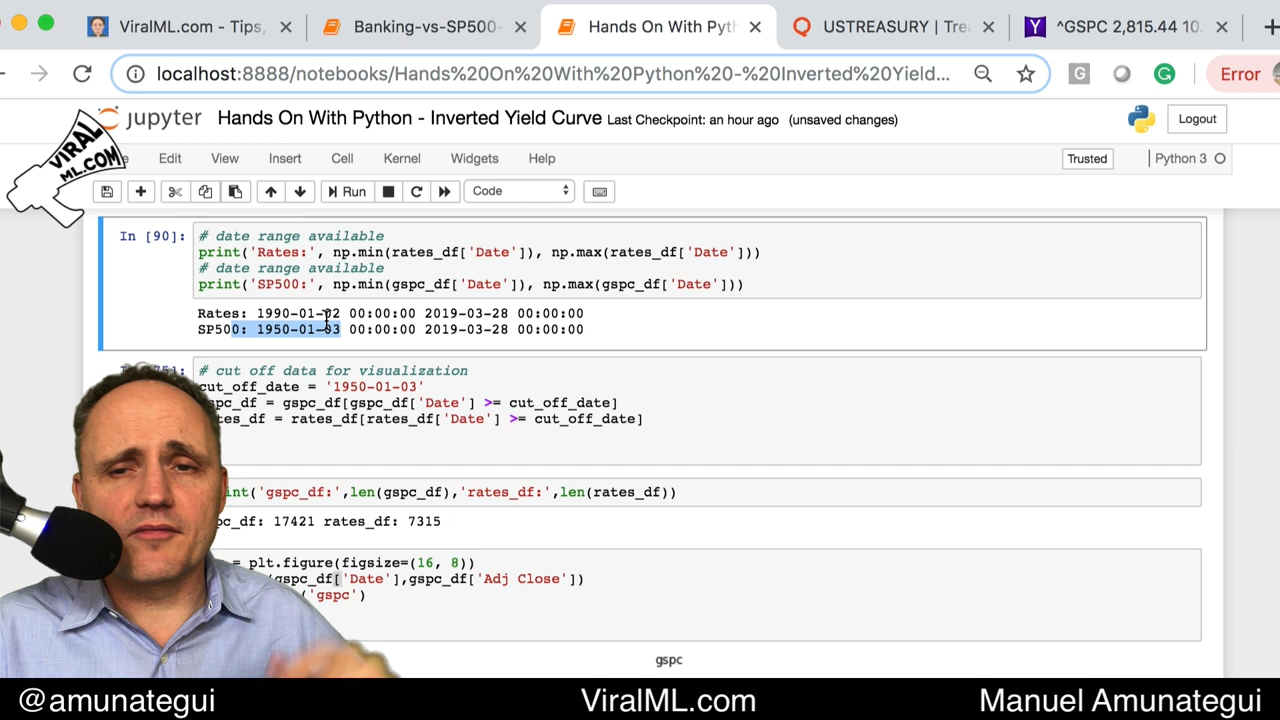 ViralML.com - Tips,
Banking-vs-SP500-
Hands On With Pyth
USTREASURY | Trea
^GSPC 2,815.44 10.
localhost:8888/notebooks/Hands%20On%20With%20Python%20-%20Inverted%20Yield...
G
G
Error
VIRAL
ML.COM
jupyter
Hands On With Python - Inverted Yield Curve Last Checkpoint: an hour ago (unsaved changes)
Logout
Edit View Insert Cell Kernel Widgets Help
Trusted
Python 3
Run
Code
In [90]:
# date range available
print('Rates:', np.min(rates_df['Date']), np.max(rates_df['Date']))
# date range available
print('SP500:', np.min(gspc_df['Date']), np.max(gspc_df['Date']))
Rates: 1990-01-02 00:00:00 2019-03-28 00:00:00
SP500: 1950-01-03 00:00:00 2019-03-28 00:00:00
# cut off data for visualization
cut_off_date = '1950-01-03'
spc_df = gspc_df[gspc_df['Date'] >= cut_off_date]
tes_df = rates_df[rates_df['Date'] >= cut_off_date]
int('gspc_df:',len(gspc_df),'rates_df:',len(rates_df))
pc_df: 17421 rates_df: 7315
= plt.figure(figsize=(16, 8))
(gspc_df['Date'],gspc_df['Adj Close'])
('gspc')
gspc
@amunategui
ViralML.com
Manuel Amunategui